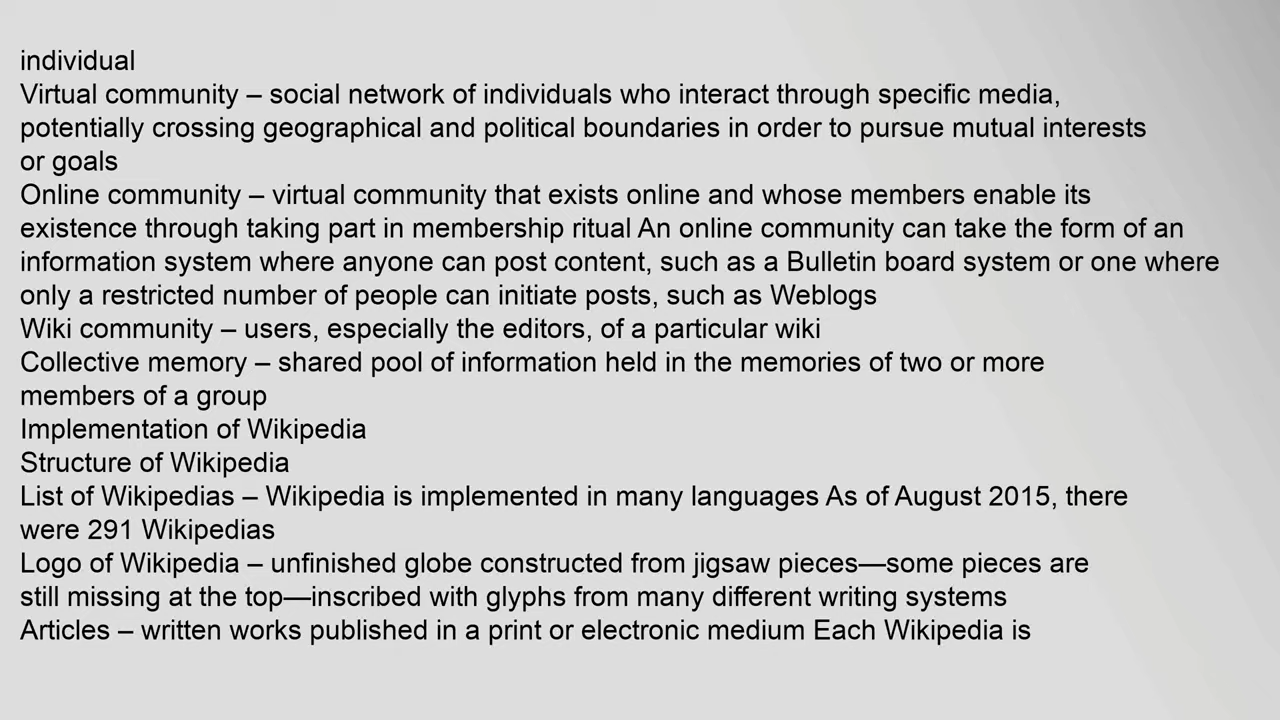 individual
Virtual community – social network of individuals who interact through specific media,
potentially crossing geographical and political boundaries in order to pursue mutual interests
or goals
Online community – virtual community that exists online and whose members enable its
existence through taking part in membership ritual An online community can take the form of an
information system where anyone can post content, such as a Bulletin board system or one where
only a restricted number of people can initiate posts, such as Weblogs
Wiki community – users, especially the editors, of a particular wiki
Collective memory – shared pool of information held in the memories of two or more
members of a group
Implementation of Wikipedia
Structure of Wikipedia
List of Wikipedias – Wikipedia is implemented in many languages As of August 2015, there
were 291 Wikipedias
Logo of Wikipedia – unfinished globe constructed from jigsaw pieces—some pieces are
still missing at the top—inscribed with glyphs from many different writing systems
Articles – written works published in a print or electronic medium Each Wikipedia is